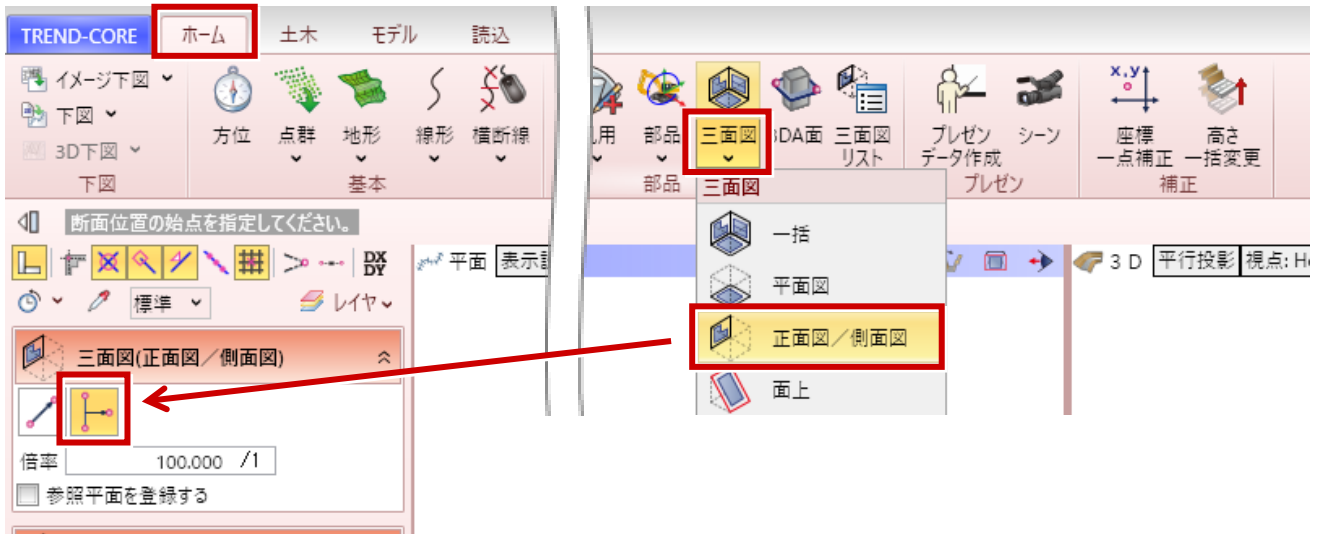 TREND-CORE ホーム 土木 モデル 読込
イメージ下図
下図
3D下図
下図
方位 点群 地形 線形 横断線
基本
用 部品 三面図 3DA面 三面図リスト
部品
プレゼンデータ作成 シーン
プレゼン
座標一点補正 高さ一括変更
補正
三面図
一括
平面図
正面図／側面図
面上
断面位置の始点を指定してください。
DX
DY
標準 レイヤ
平面 表示
3 D 平行投影 視点: H
三面図(正面図／側面図)
倍率 100.000 /1
参照平面を登録する